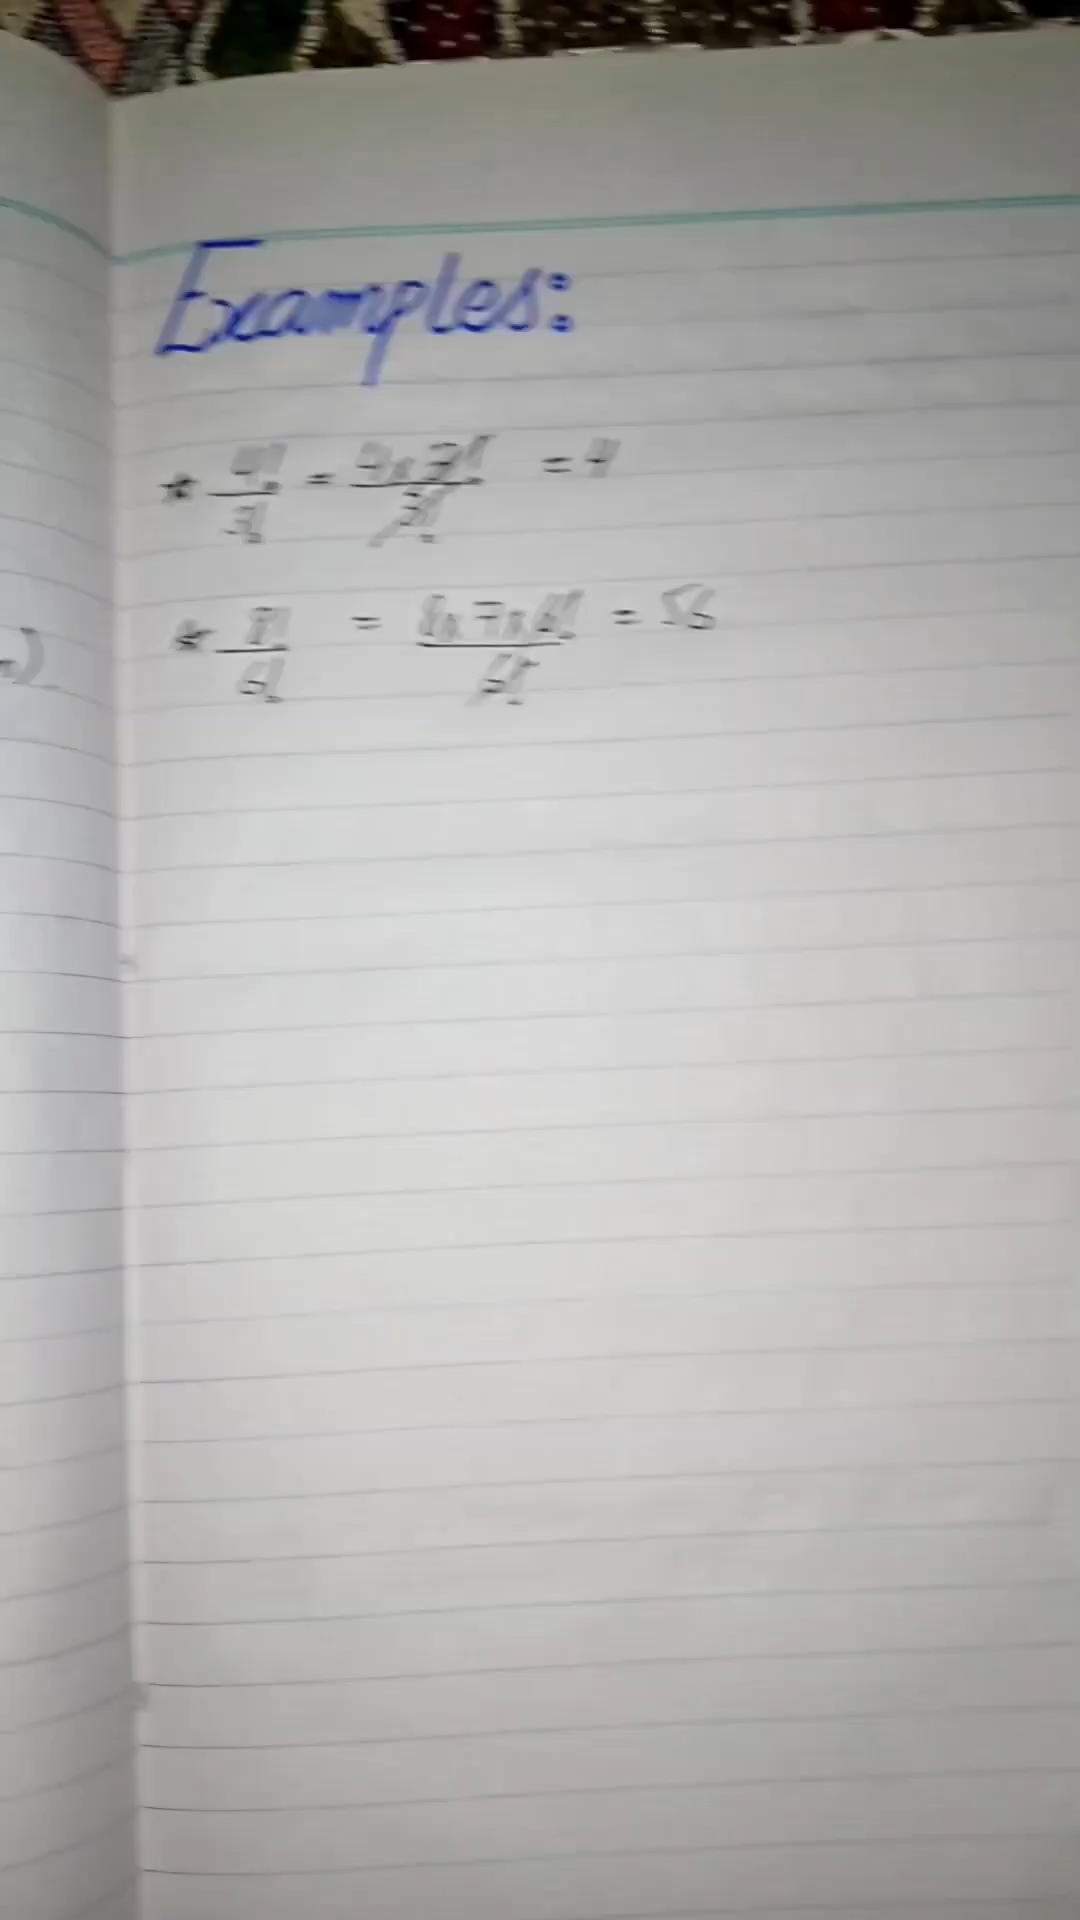 Examples:
* 4!/3! = 4x3!/3! = 4
* 8!/6! = 8x7x6!/6! = 56
)